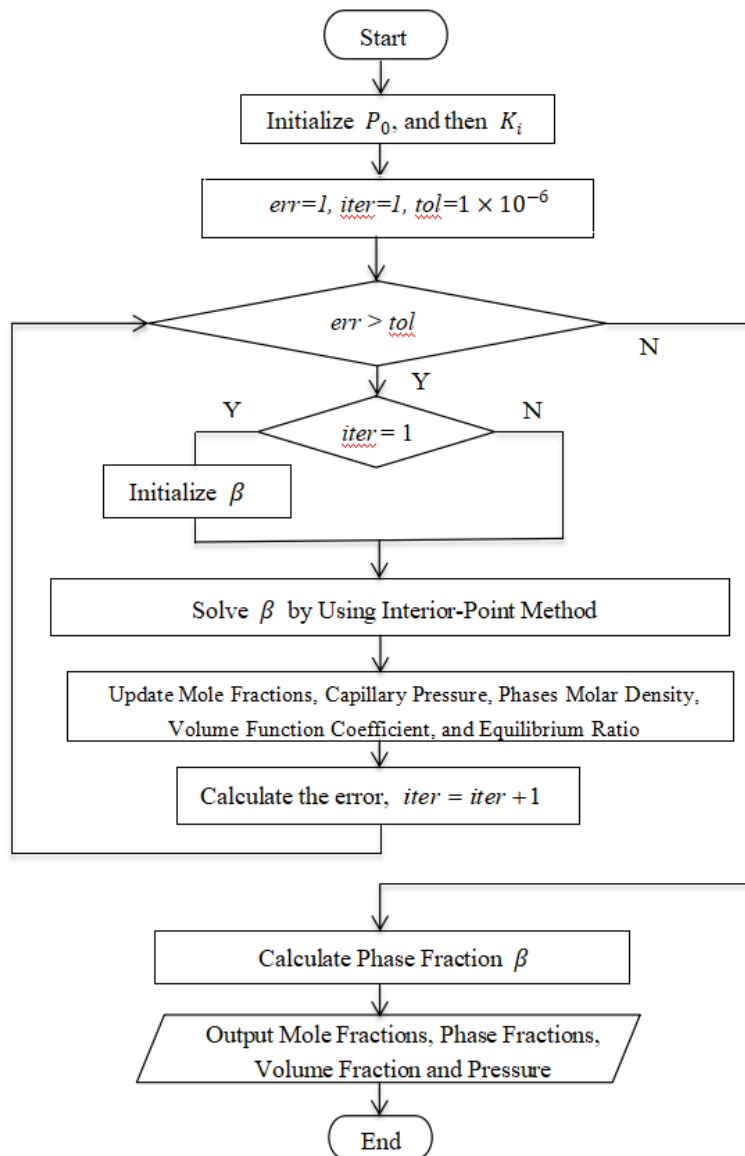 Start
Initialize P₀, and then Kᵢ
err=1, iter=1, tol=1 × 10⁻⁶
err > tol
N
Y
Y
N
iter = 1
Initialize β
Solve β by Using Interior-Point Method
Update Mole Fractions, Capillary Pressure, Phases Molar Density,
Volume Function Coefficient, and Equilibrium Ratio
Calculate the error, iter = iter +1
Calculate Phase Fraction β
Output Mole Fractions, Phase Fractions,
Volume Fraction and Pressure
End